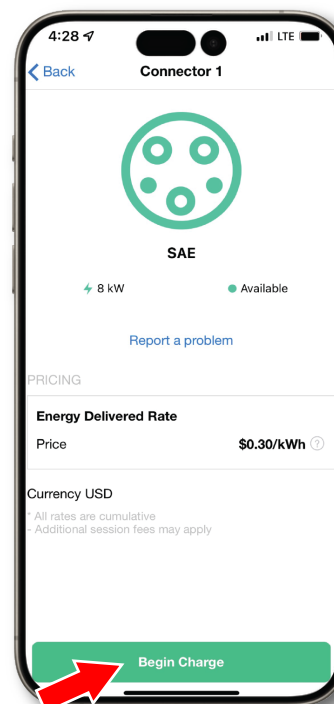 4:28 LTE
Back Connector 1
SAE
8 kW Available
Report a problem
PRICING
Energy Delivered Rate
Price $0.30/kWh ?
Currency USD
* All rates are cumulative
- Additional session fees may apply
Begin Charge